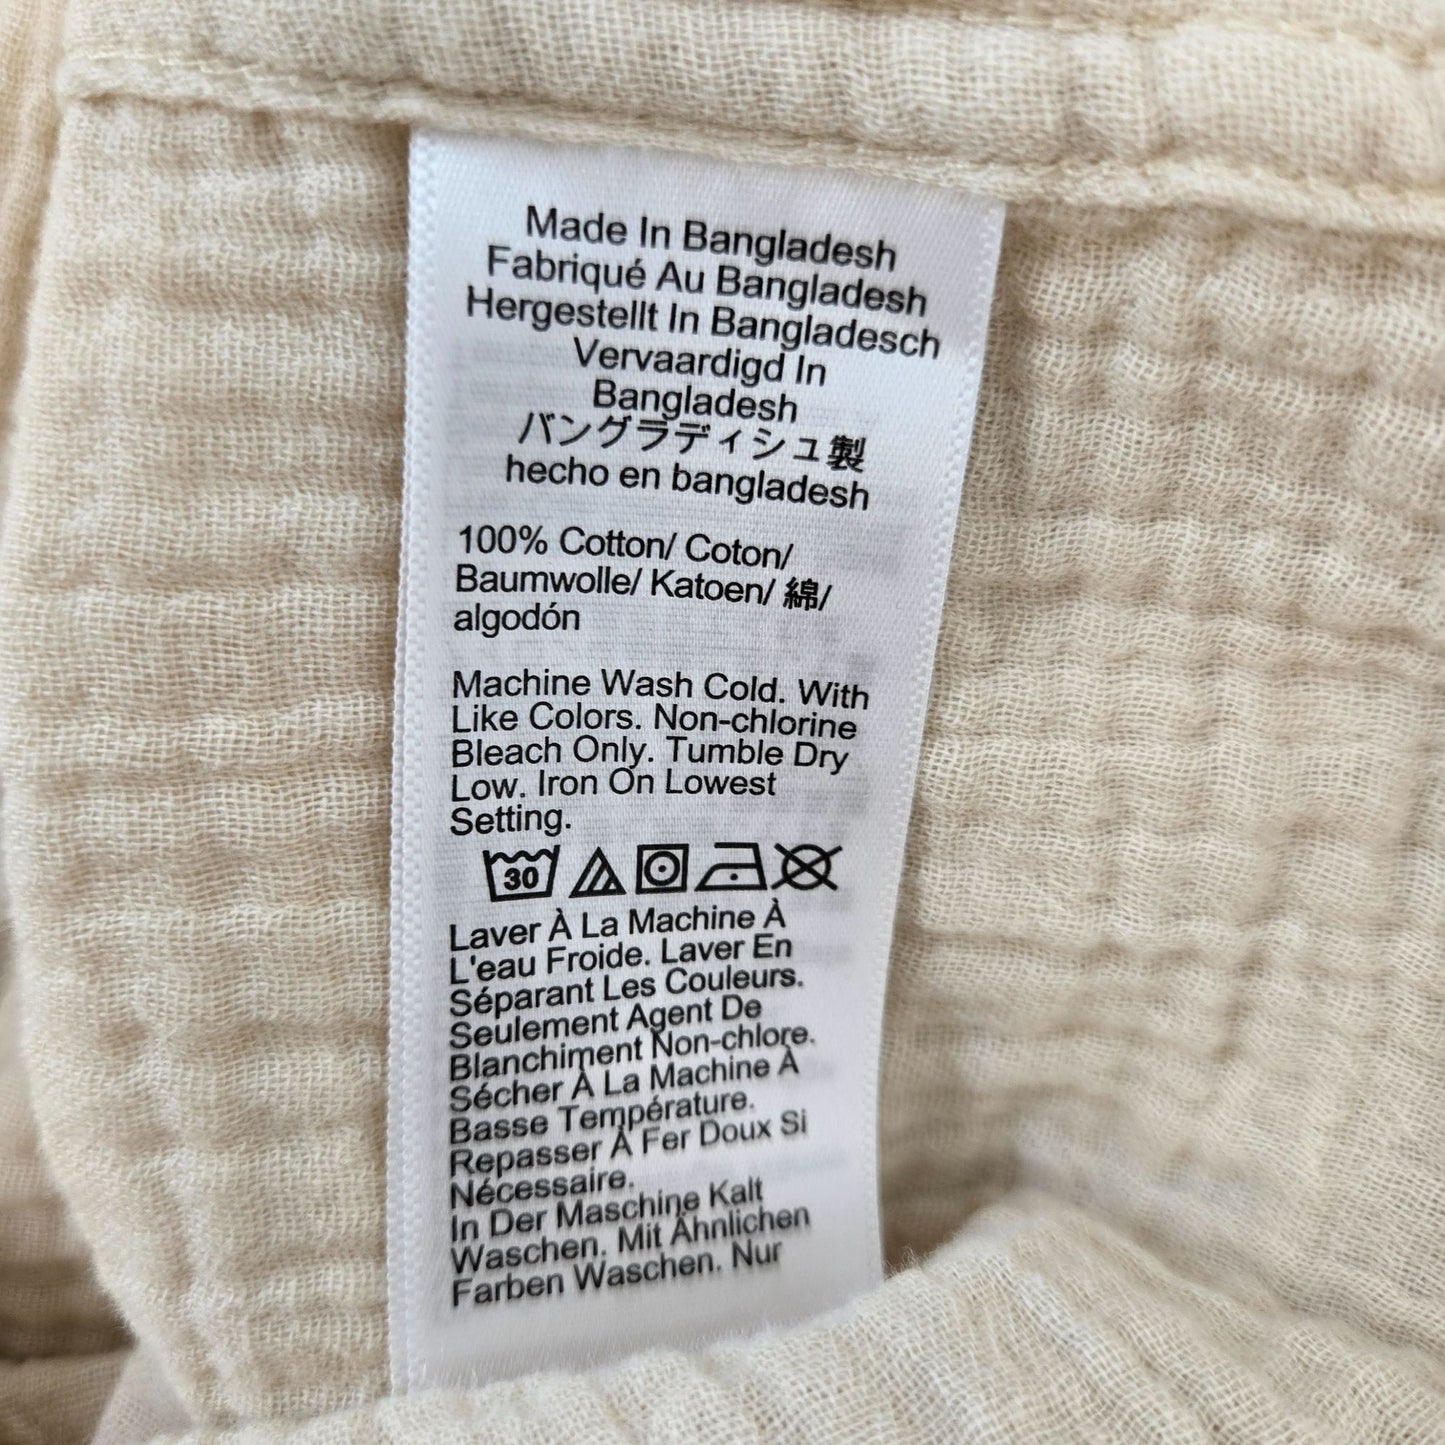 Made In Bangladesh
Fabriqué Au Bangladesh
Hergestellt In Bangladesch
Vervaardigd In
Bangladesh
バングラディシュ製
hecho en bangladesh
100% Cotton/ Coton/
Baumwolle/ Katoen/ 綿/
algodón
Machine Wash Cold. With
Like Colors. Non-chlorine
Bleach Only. Tumble Dry
Low. Iron On Lowest
Setting.
30
Laver À La Machine À
L'eau Froide. Laver En
Séparant Les Couleurs.
Seulement Agent De
Blanchiment Non-chlore.
Sécher À La Machine À
Basse Température.
Repasser À Fer Doux Si
Nécessaire.
In Der Maschine Kalt
Waschen. Mit Ähnlichen
Farben Waschen. Nur